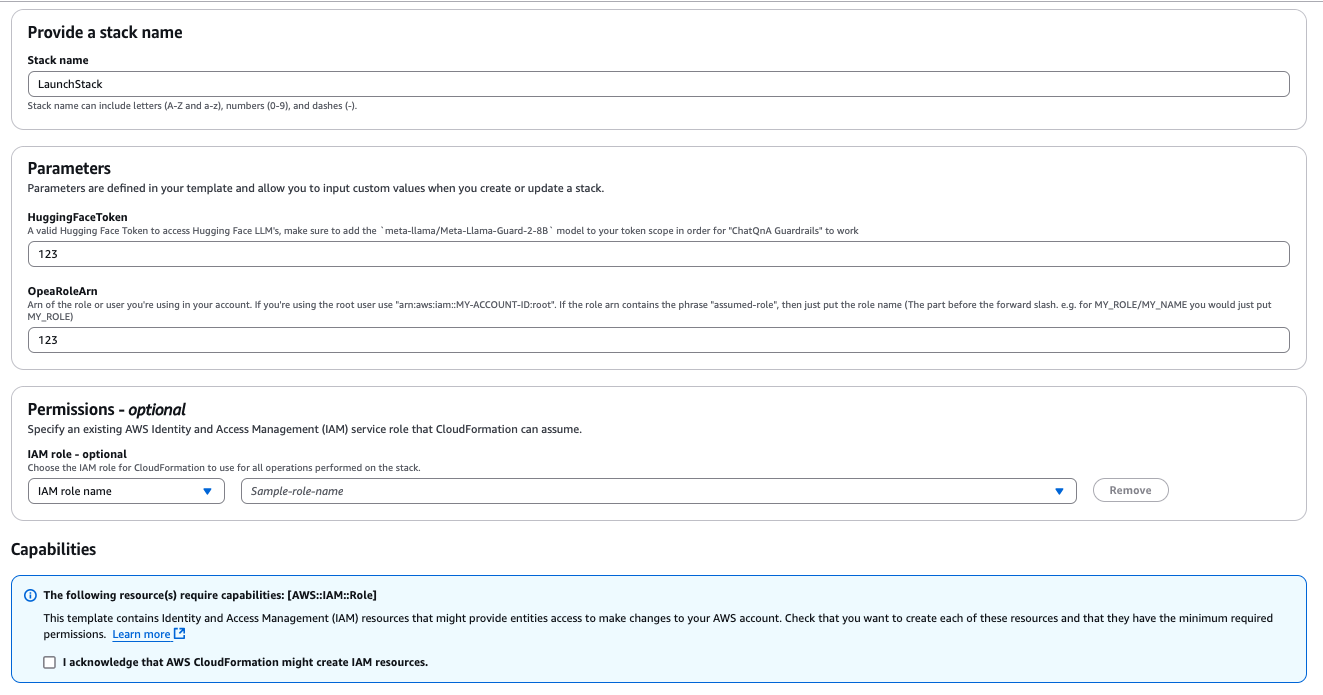 Provide a stack name
Stack name
LaunchStack
Stack name can include letters (A-Z and a-z), numbers (0-9), and dashes (-).
Parameters
Parameters are defined in your template and allow you to input custom values when you create or update a stack.
HuggingFaceToken
A valid Hugging Face Token to access Hugging Face LLM's, make sure to add the `meta-llama/Meta-Llama-Guard-2-8B` model to your token scope in order for "ChatQnA Guardrails" to work
123
OpeaRoleArn
Arn of the role or user you're using in your account. If you're using the root user use "arn:aws:iam::MY-ACCOUNT-ID:root". If the role arn contains the phrase "assumed-role", then just put the role name (The part before the forward slash. e.g. for MY_ROLE/MY_NAME you would just put
MY_ROLE)
123
Permissions - optional
Specify an existing AWS Identity and Access Management (IAM) service role that CloudFormation can assume.
IAM role - optional
Choose the IAM role for CloudFormation to use for all operations performed on the stack.
IAM role name Sample-role-name Remove
Capabilities
The following resource(s) require capabilities: [AWS::IAM::Role]
This template contains Identity and Access Management (IAM) resources that might provide entities access to make changes to your AWS account. Check that you want to create each of these resources and that they have the minimum required
permissions. Learn more
I acknowledge that AWS CloudFormation might create IAM resources.